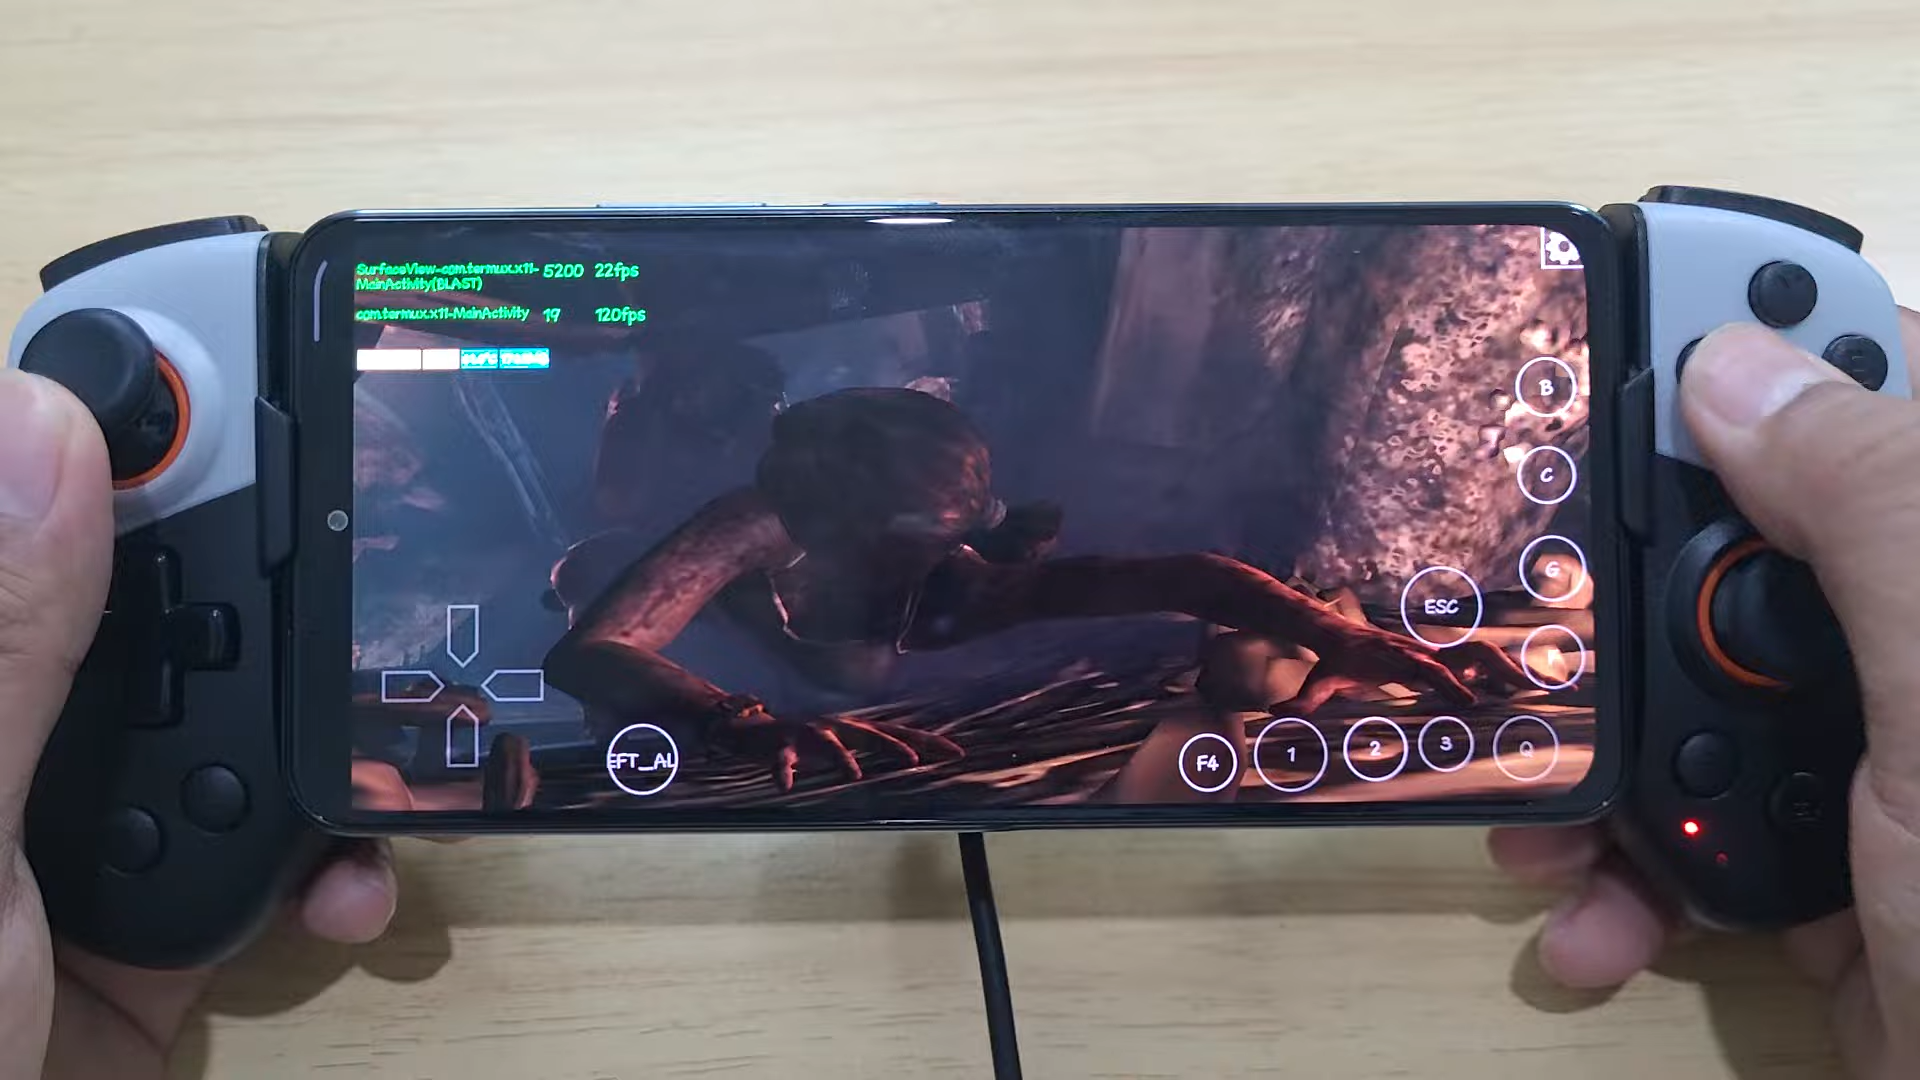 SurfaceView-com.termux.x11- 5200 22fps
MainActivity(BLAST)
com.termux.x11-MainActivity 19 120fps
B
C
G
ESC
EFT_AL
F4
1
2
3
Q